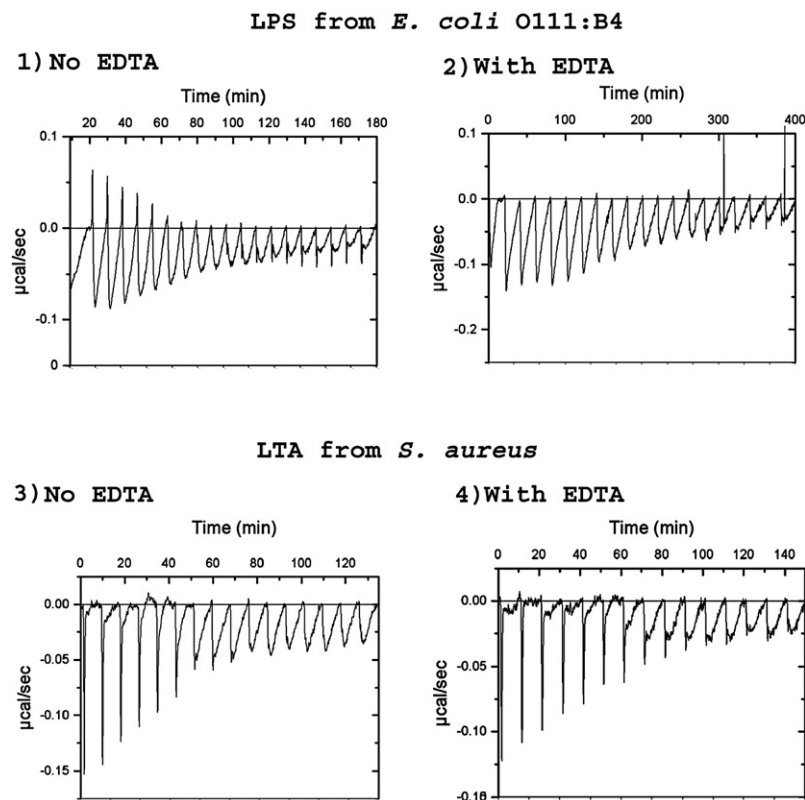 LPS from E. coli O111:B4
1) No EDTA
2) With EDTA
Time (min)
20 40 60 80 100 120 140 160 180
0.1
0.0
-0.1
0
µcal/sec
Time (min)
0 100 200 300 400
0.1
0.0
-0.1
-0.2
µcal/sec
LTA from S. aureus
3) No EDTA
4) With EDTA
Time (min)
0 20 40 60 80 100 120
0.00
-0.05
-0.10
-0.15
µcal/sec
Time (min)
0 20 40 60 80 100 120 140
0.00
-0.05
-0.10
-0.16
µcal/sec